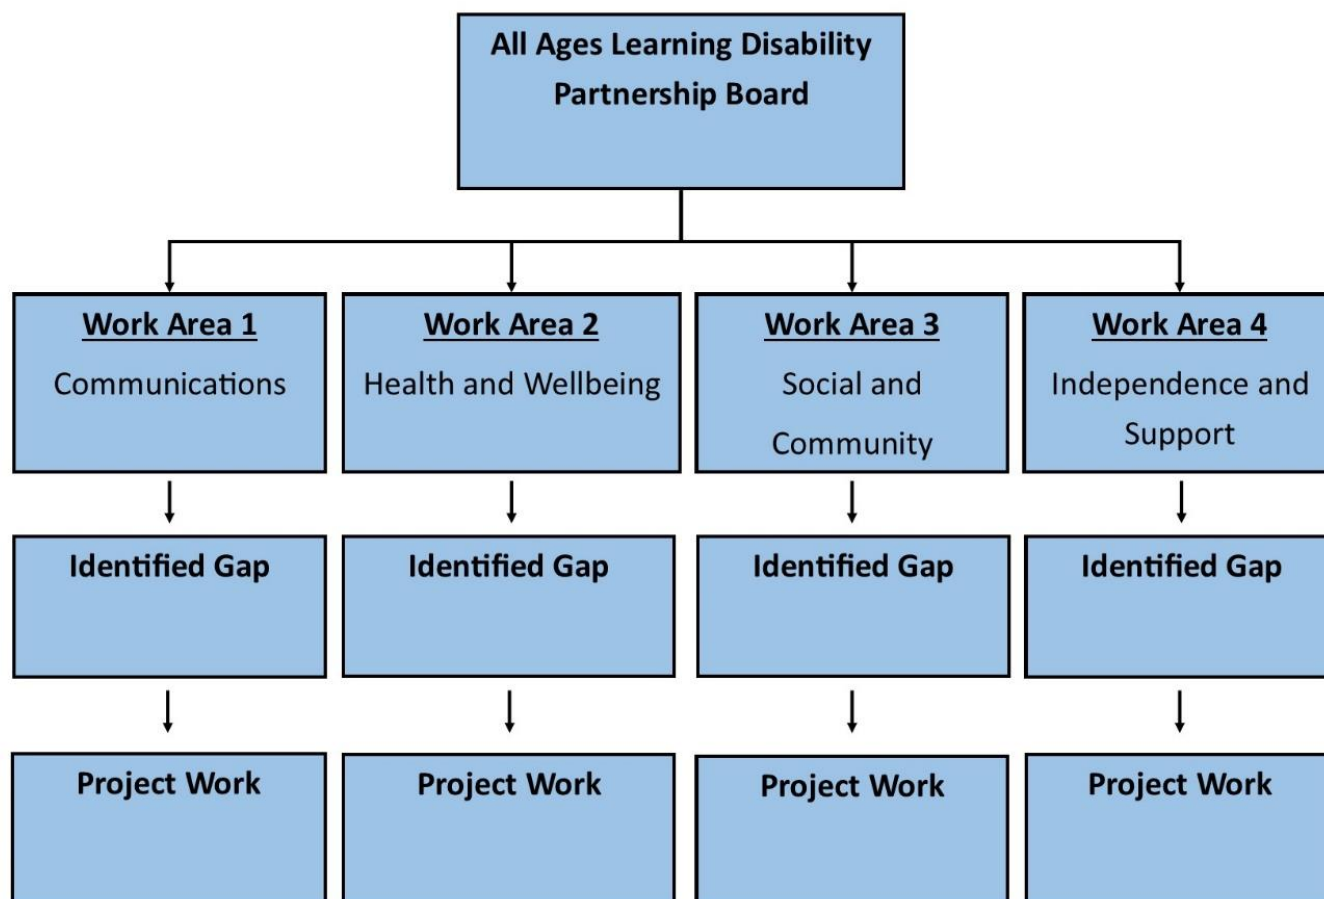 All Ages Learning Disability
Partnership Board
Work Area 1
Communications
Work Area 2
Health and Wellbeing
Work Area 3
Social and
Community
Work Area 4
Independence and
Support
Identified Gap
Identified Gap
Identified Gap
Identified Gap
Project Work
Project Work
Project Work
Project Work